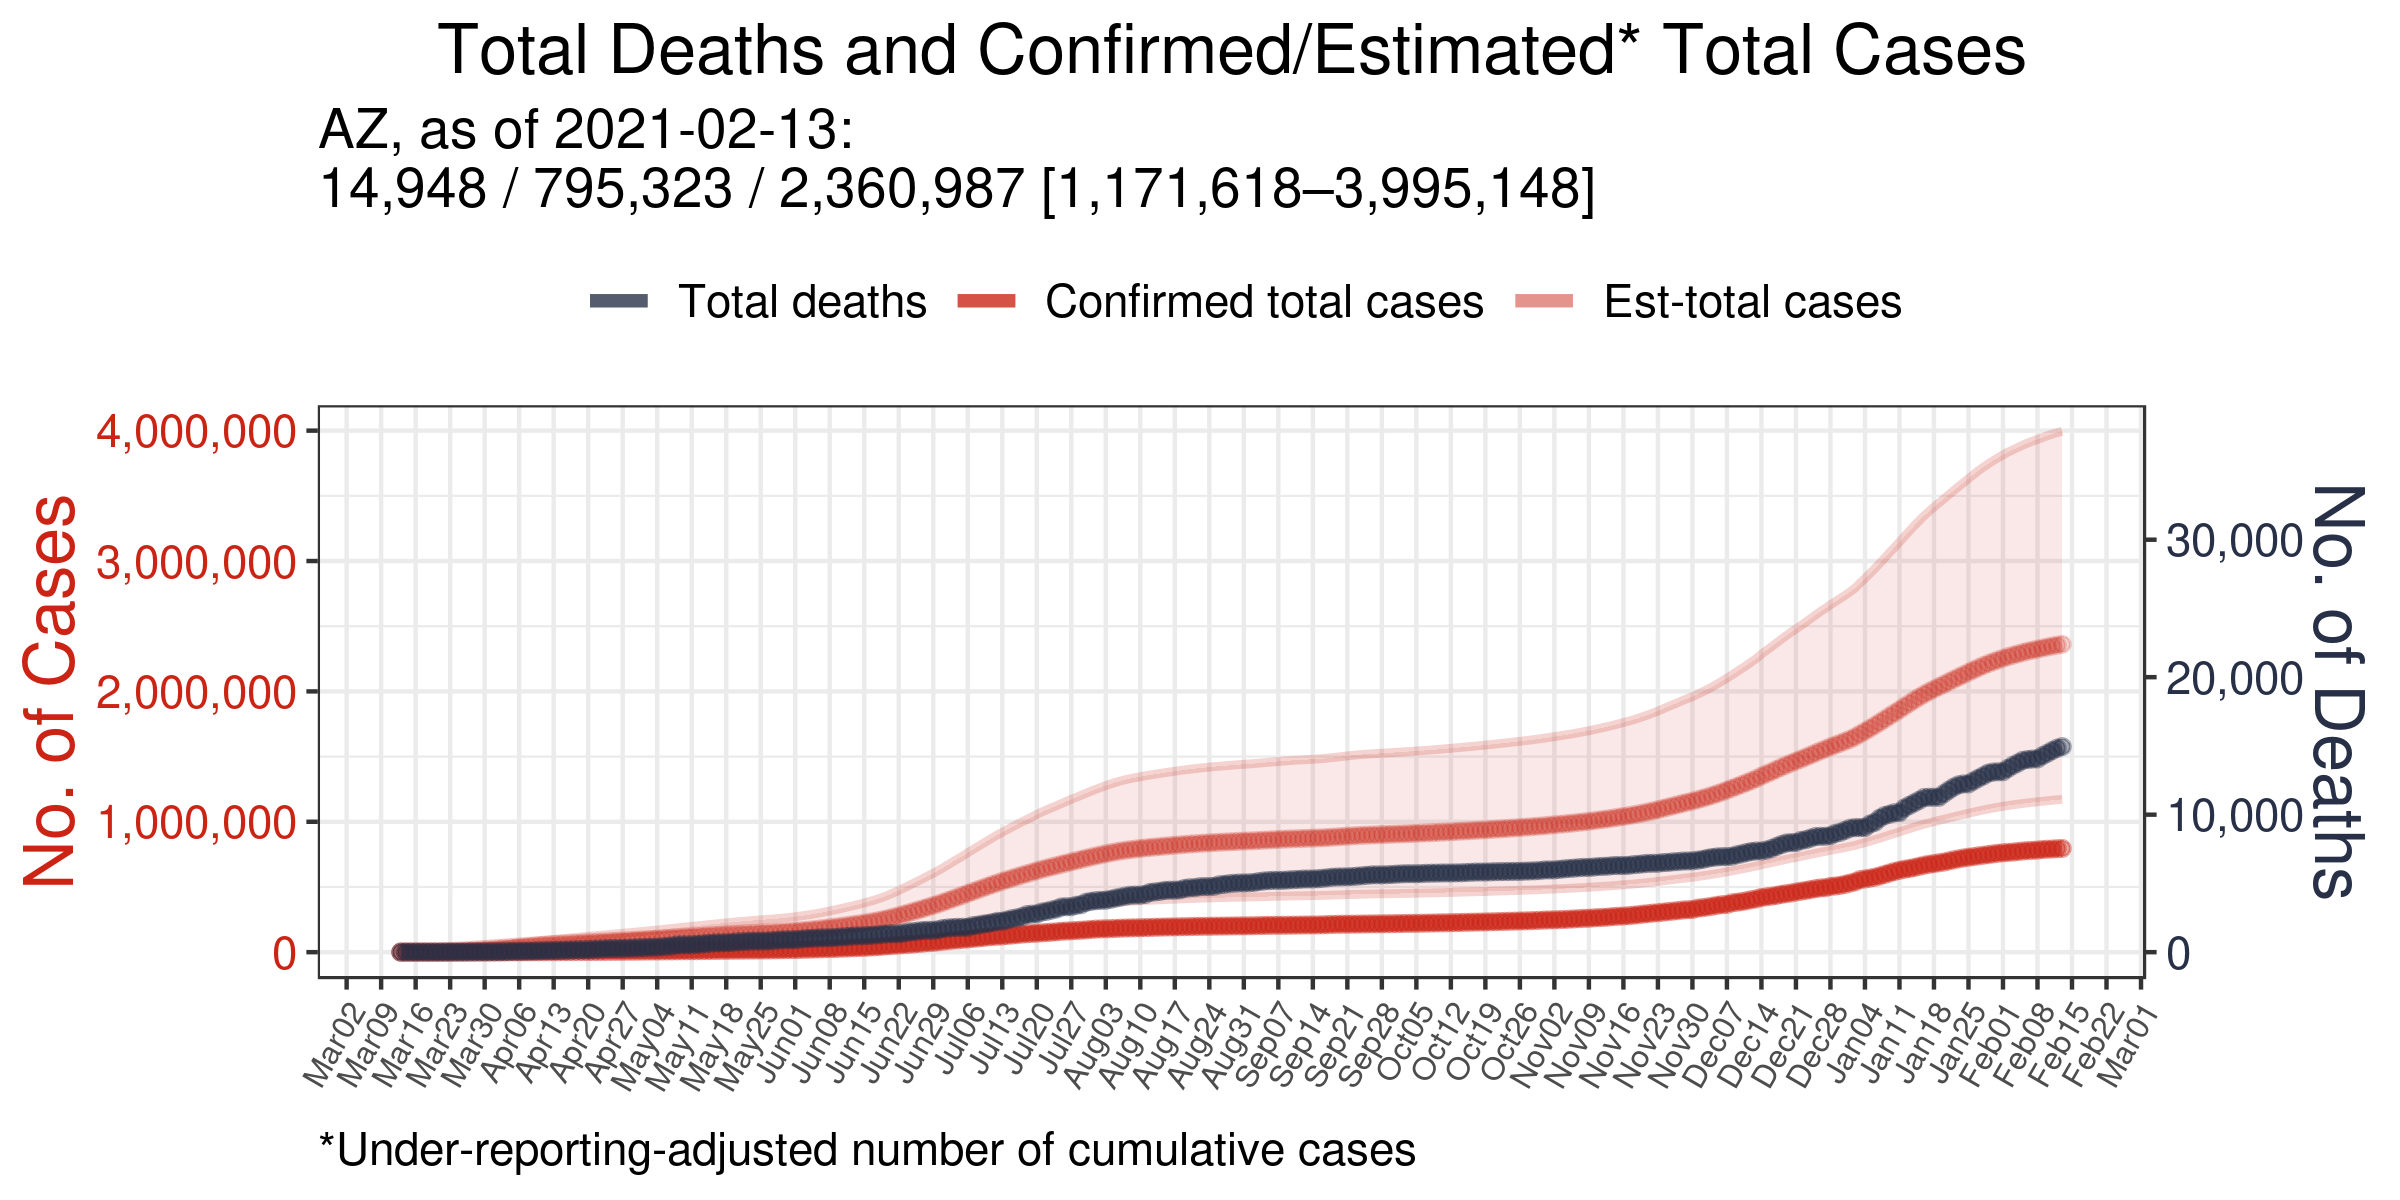 Total Deaths and Confirmed/Estimated* Total Cases
AZ, as of 2021-02-13:
14,948 / 795,323 / 2,360,987 [1,171,618–3,995,148]
Total deaths
Confirmed total cases
Est-total cases
No. of Cases
4,000,000
3,000,000
2,000,000
1,000,000
0
30,000
20,000
10,000
0
No. of Deaths
Mar02
Mar09
Mar16
Mar23
Mar30
Apr06
Apr13
Apr20
Apr27
May04
May11
May18
May25
Jun01
Jun08
Jun15
Jun22
Jun29
Jul06
Jul13
Jul20
Jul27
Aug03
Aug10
Aug17
Aug24
Aug31
Sep07
Sep14
Sep21
Sep28
Oct05
Oct12
Oct19
Oct26
Nov02
Nov09
Nov16
Nov23
Nov30
Dec07
Dec14
Dec21
Dec28
Jan04
Jan11
Jan18
Jan25
Feb01
Feb08
Feb15
Feb22
Mar01
*Under-reporting-adjusted number of cumulative cases